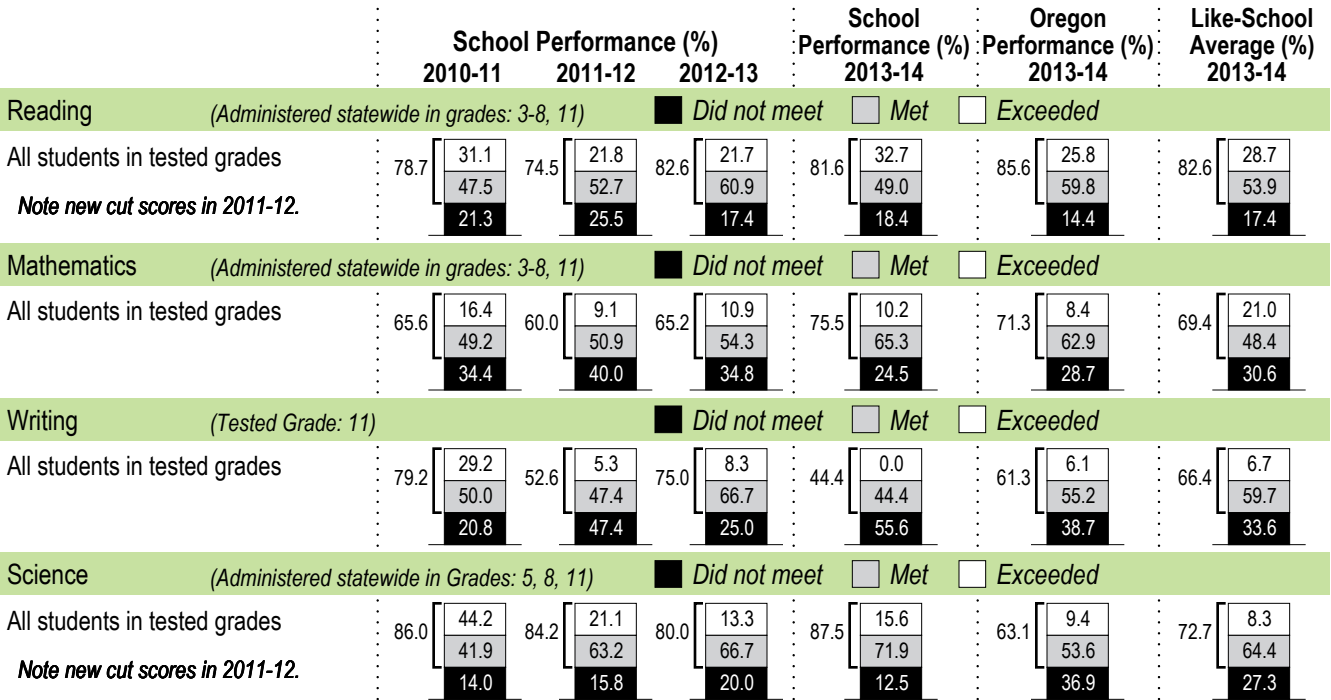 School Performance (%)
2010-11 2011-12 2012-13
School
Performance (%)
2013-14
Oregon
Performance (%)
2013-14
Like-School
Average (%)
2013-14
Reading (Administered statewide in grades: 3-8, 11) Did not meet Met Exceeded
All students in tested grades
Note new cut scores in 2011-12.
78.7 31.1 74.5 21.8 82.6 21.7 81.6 32.7 85.6 25.8 82.6 28.7
47.5 52.7 60.9 49.0 59.8 53.9
21.3 25.5 17.4 18.4 14.4 17.4
Mathematics (Administered statewide in grades: 3-8, 11) Did not meet Met Exceeded
All students in tested grades
65.6 16.4 60.0 9.1 65.2 10.9 75.5 10.2 71.3 8.4 69.4 21.0
49.2 50.9 54.3 65.3 62.9 48.4
34.4 40.0 34.8 24.5 28.7 30.6
Writing (Tested Grade: 11) Did not meet Met Exceeded
All students in tested grades
79.2 29.2 52.6 5.3 75.0 8.3 44.4 0.0 61.3 6.1 66.4 6.7
50.0 47.4 66.7 44.4 55.2 59.7
20.8 47.4 25.0 55.6 38.7 33.6
Science (Administered statewide in Grades: 5, 8, 11) Did not meet Met Exceeded
All students in tested grades
Note new cut scores in 2011-12.
86.0 44.2 84.2 21.1 80.0 13.3 87.5 15.6 63.1 9.4 72.7 8.3
41.9 63.2 66.7 71.9 53.6 64.4
14.0 15.8 20.0 12.5 36.9 27.3